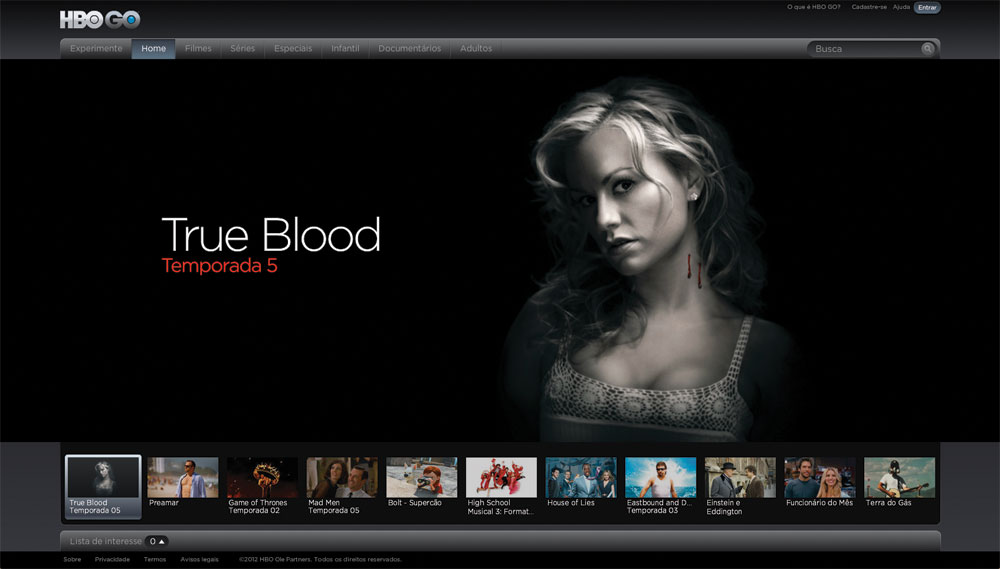 HBO GO
O que é HBO GO? Cadastre-se Ajuda Entrar
Experimente Home Filmes Séries Especiais Infantil Documentários Adultos Busca
True Blood
Temporada 5
True Blood
Temporada 05
Preamar
Game of Thrones
Temporada 02
Mad Men
Temporada 05
Bolt - Supercão
High School
Musical 3: Format...
House of Lies
Eastbound and D...
Temporada 03
Einstein e
Eddington
Funcionário do Mês
Terra do Gás
Lista de interesse 0
Sobre Privacidade Termos Avisos legais ©2012 HBO Ole Partners. Todos os direitos reservados.